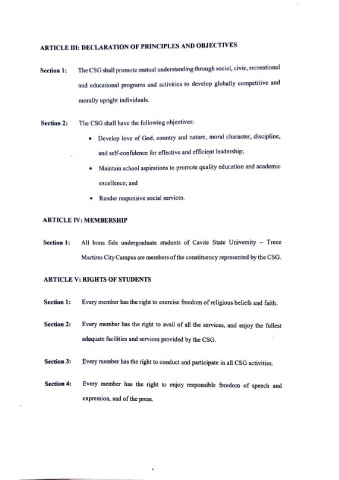 ARTICLE III: DECLARATION OF PRINCIPLES AND OBJECTIVES
Section 1: The CSG shall promote mutual understanding through social, civic, recreational
and educational programs and activities to develop globally competitive and
morally upright individuals.
Section 2: The CSG shall have the following objectives:
• Develop love of God, country and nature, moral character, discipline,
and self-confidence for effective and efficient leadership;
• Maintain school aspirations to promote quality education and academic
excellence; and
• Render responsive social services.
ARTICLE IV: MEMBERSHIP
Section 1: All bona fide undergraduate students of Cavite State University – Trece
Martires City Campus are members of the constituency represented by the CSG.
ARTICLE V: RIGHTS OF STUDENTS
Section 1: Every member has the right to exercise freedom of religious beliefs and faith.
Section 2: Every member has the right to avail of all the services, and enjoy the fullest
adequate facilities and services provided by the CSG.
Section 3: Every member has the right to conduct and participate in all CSG activities.
Section 4: Every member has the right to enjoy responsible freedom of speech and
expression, and of the press.